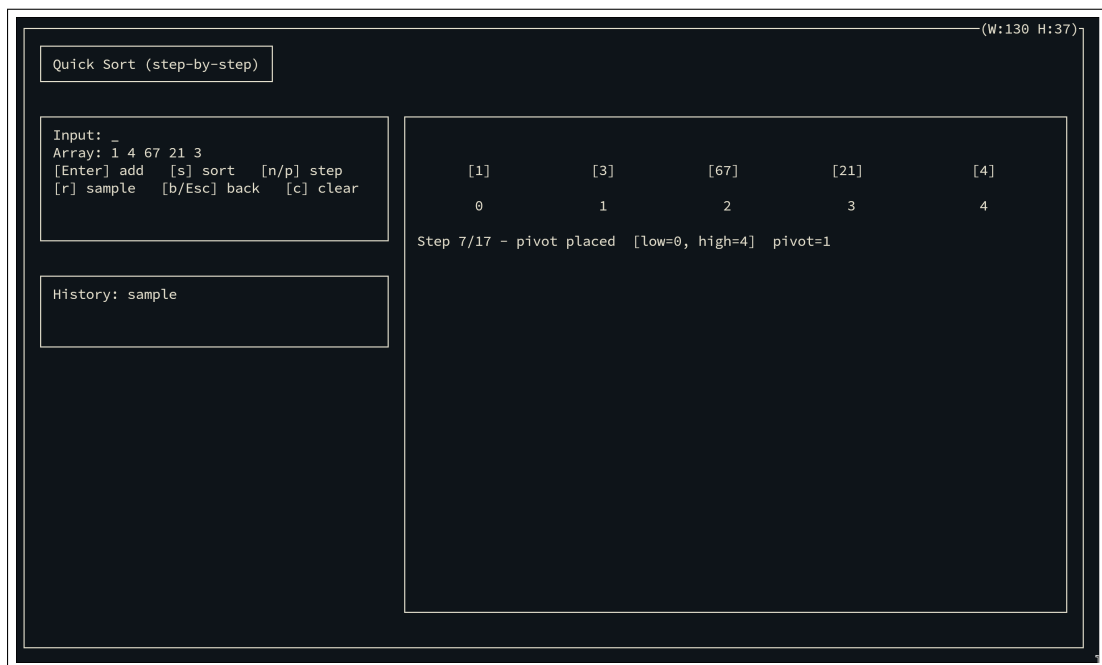 (W:130 H:37)
Quick Sort (step-by-step)
Input: _
Array: 1 4 67 21 3
[Enter] add [s] sort [n/p] step
[r] sample [b/Esc] back [c] clear
History: sample
[1] [3] [67] [21] [4]
0 1 2 3 4
Step 7/17 - pivot placed [low=0, high=4] pivot=1